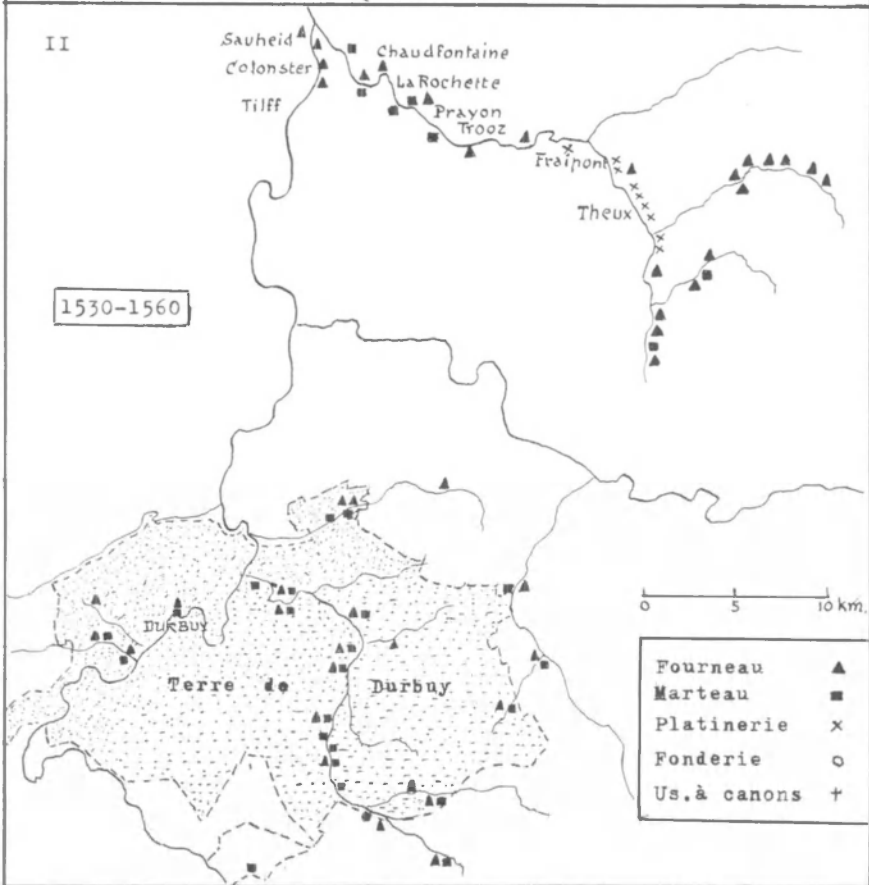 II
Sauheid
Chaudfontaine
Colonster
La Rochette
Tilff
Prayon
Trooz
Fraipont
Theux
1530-1560
DURBUY
0 5 10 km.
Terre de Durbuy
Fourneau
Marteau
Platinerie
Fonderie
Us.à canons